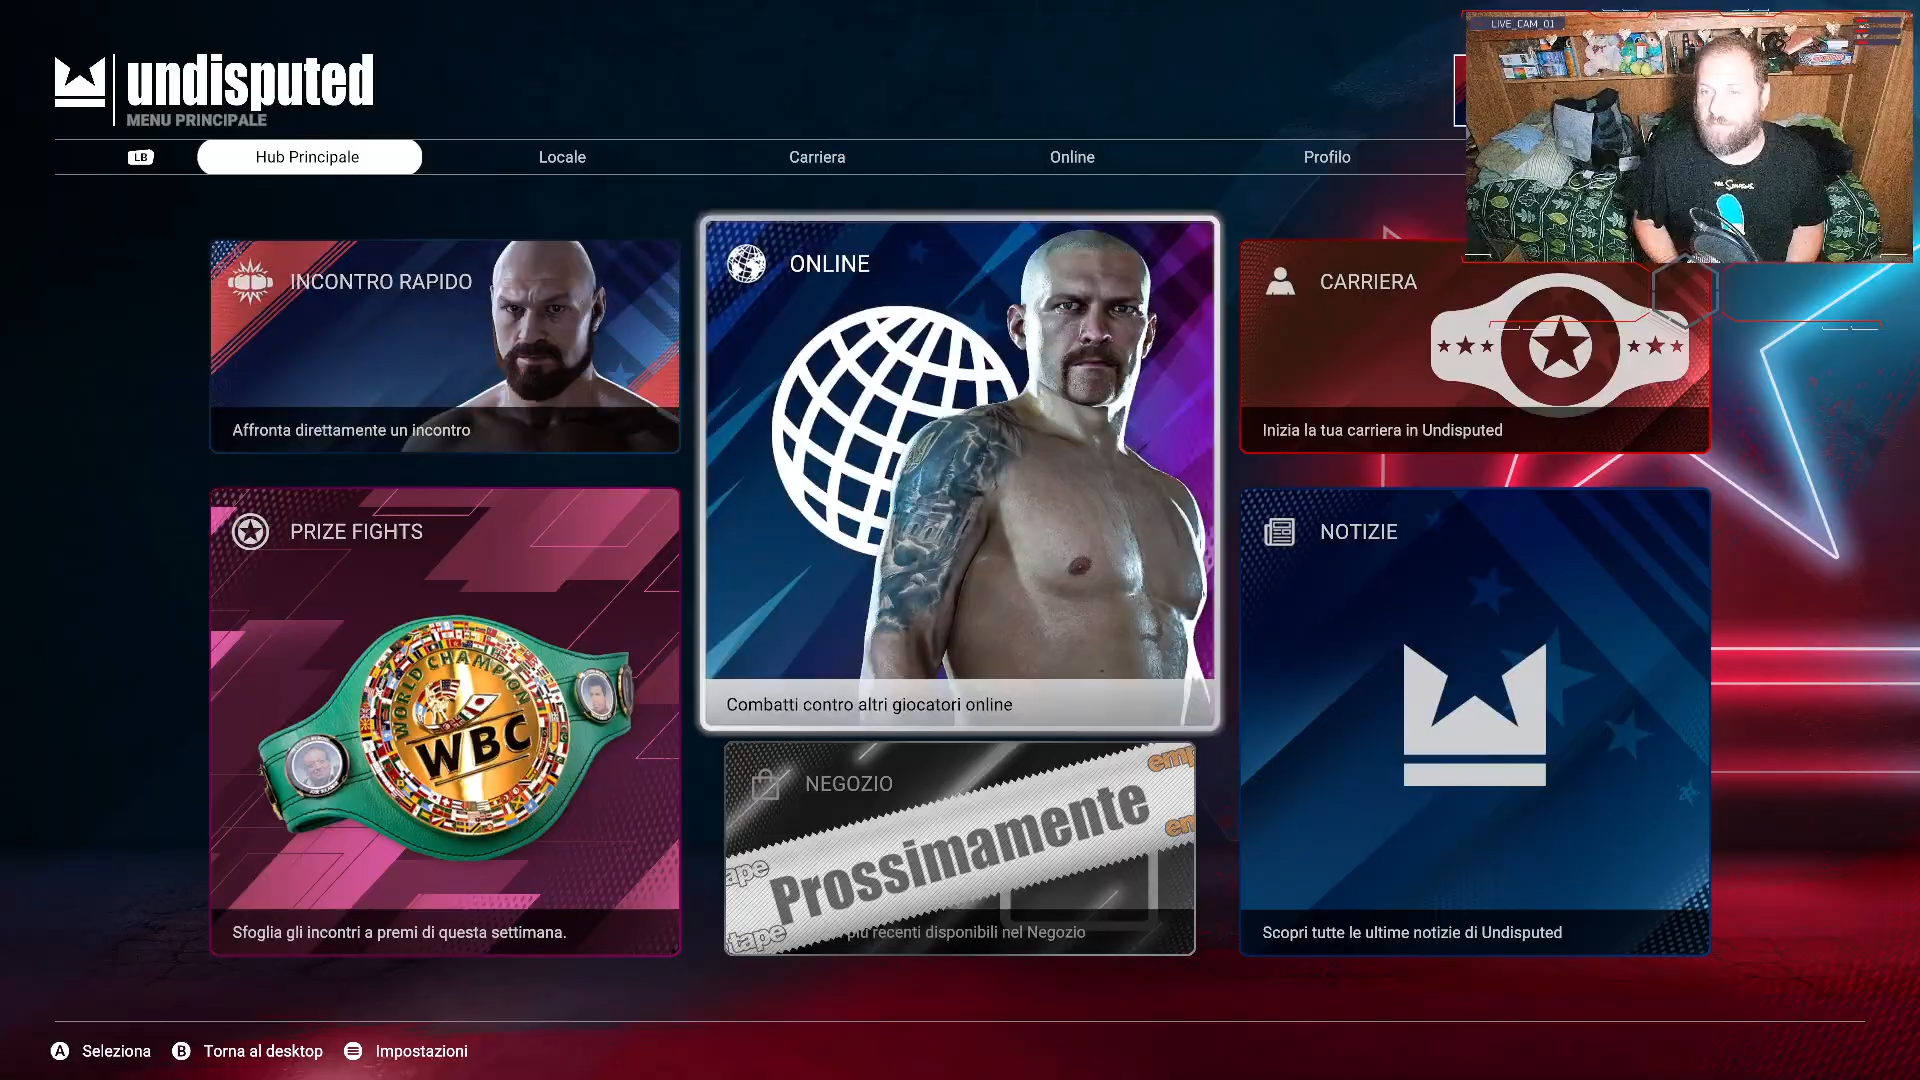 LIVE_CAM 01
undisputed
MENU PRINCIPALE
LB
Hub Principale
Locale
Carriera
Online
Profilo
INCONTRO RAPIDO
Affronta direttamente un incontro
ONLINE
Combatti contro altri giocatori online
CARRIERA
Inizia la tua carriera in Undisputed
PRIZE FIGHTS
WORLD CHAMPION
WBC
Sfoglia gli incontri a premi di questa settimana.
NEGOZIO
Prossimamente
più recenti disponibili nel Negozio
NOTIZIE
Scopri tutte le ultime notizie di Undisputed
A Seleziona
B Torna al desktop
Impostazioni